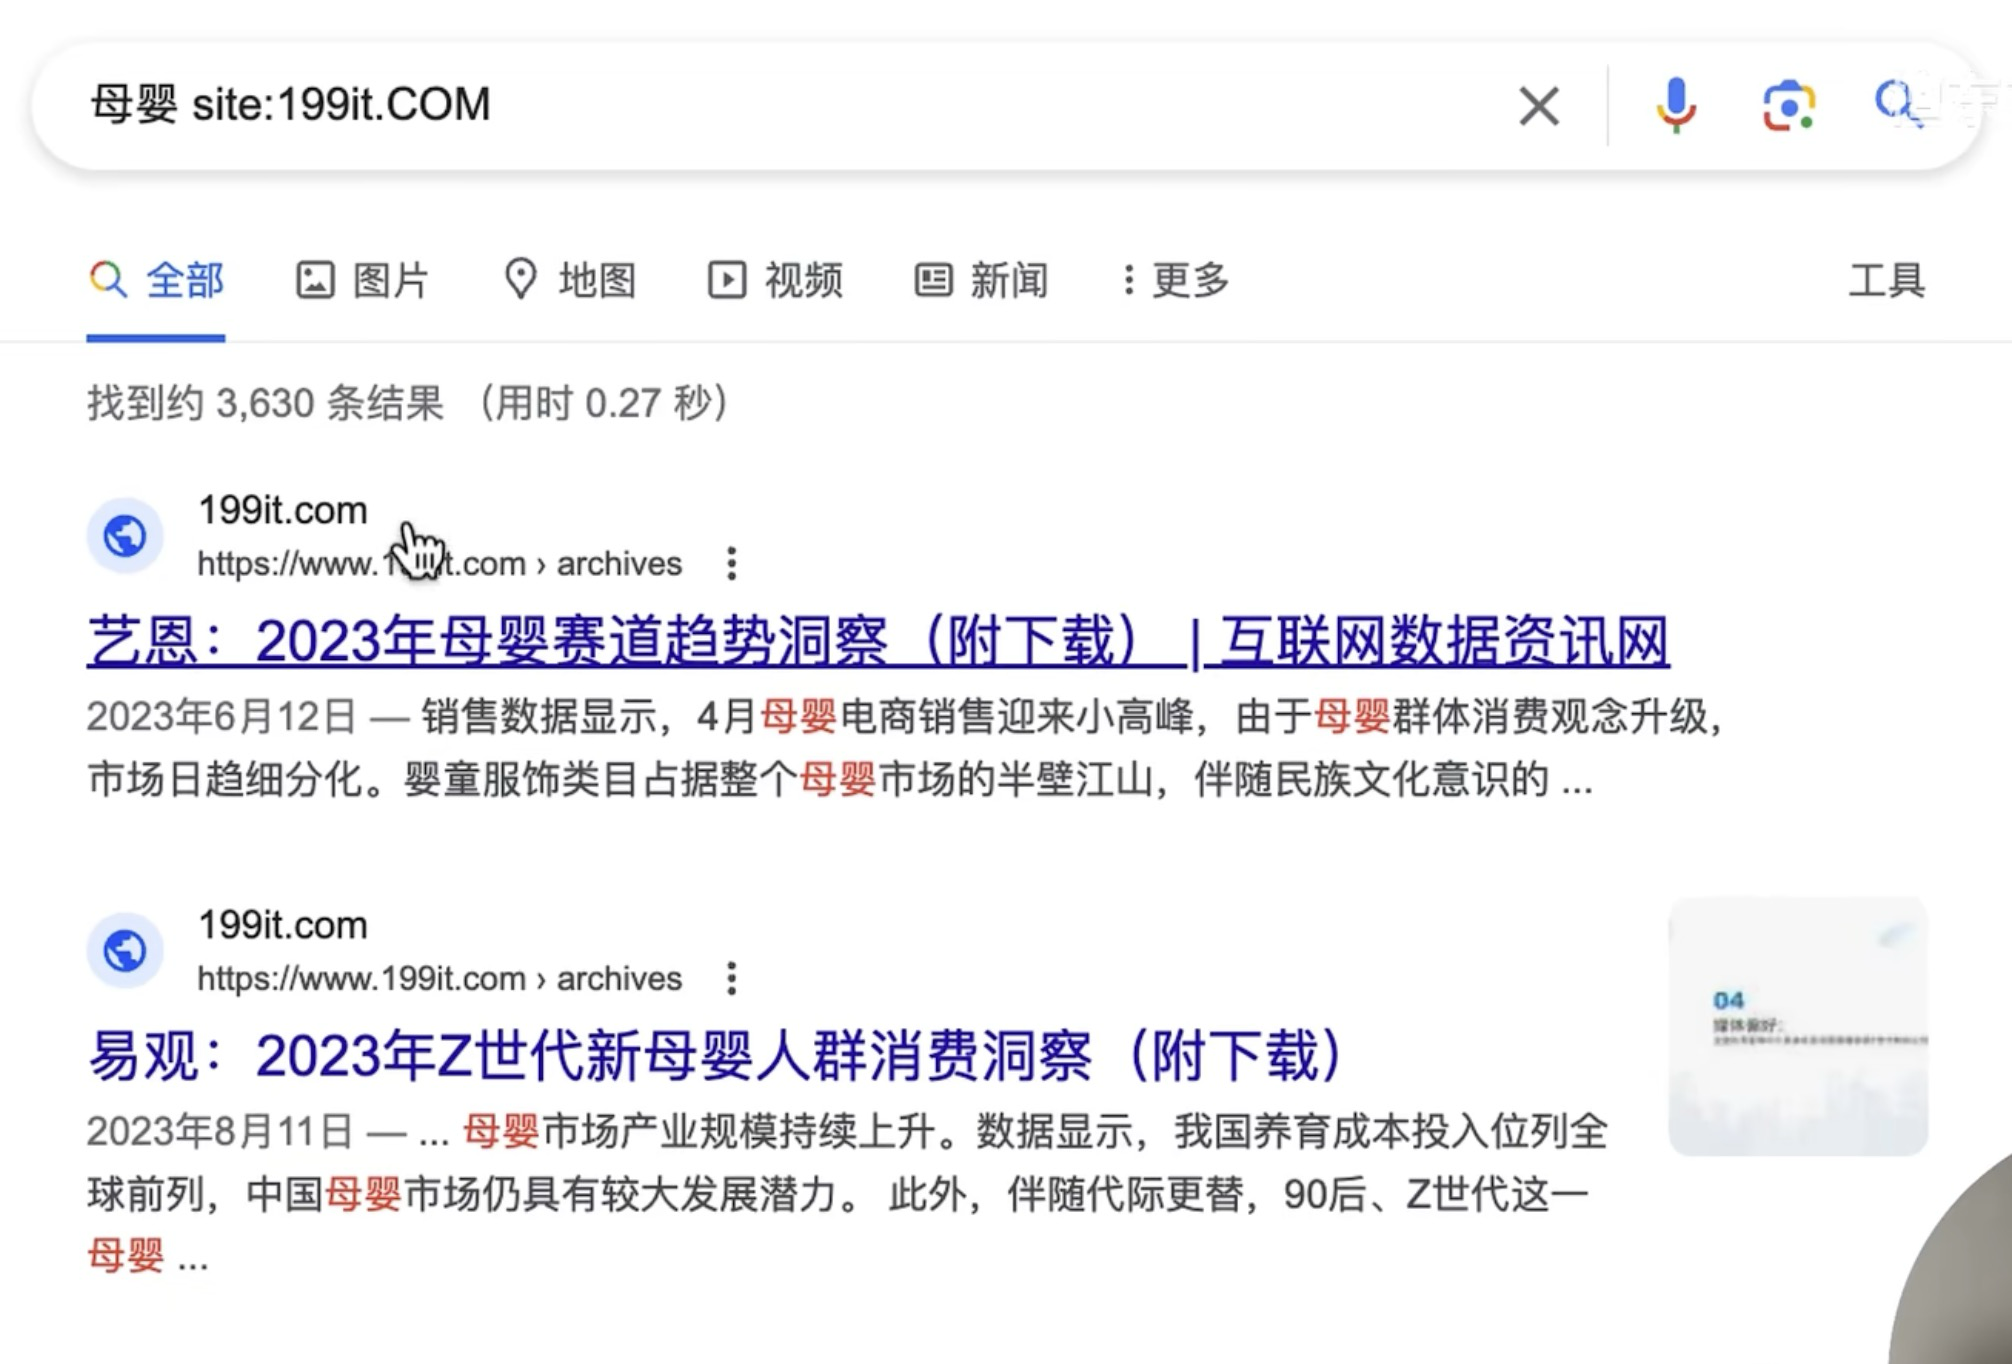 母婴 site:199it.COM
全部 图片 地图 视频 新闻 更多 工具
找到约 3,630 条结果 （用时 0.27 秒）
199it.com
https://www.199it.com › archives
艺恩：2023年母婴赛道趋势洞察（附下载） | 互联网数据资讯网
2023年6月12日 — 销售数据显示，4月母婴电商销售迎来小高峰，由于母婴群体消费观念升级，
市场日趋细分化。婴童服饰类目占据整个母婴市场的半壁江山，伴随民族文化意识的 ...
199it.com
https://www.199it.com › archives
易观：2023年Z世代新母婴人群消费洞察（附下载）
2023年8月11日 — ... 母婴市场产业规模持续上升。数据显示，我国养育成本投入位列全
球前列，中国母婴市场仍具有较大发展潜力。 此外，伴随代际更替，90后、Z世代这一
母婴 ...
04
媒体偏好：